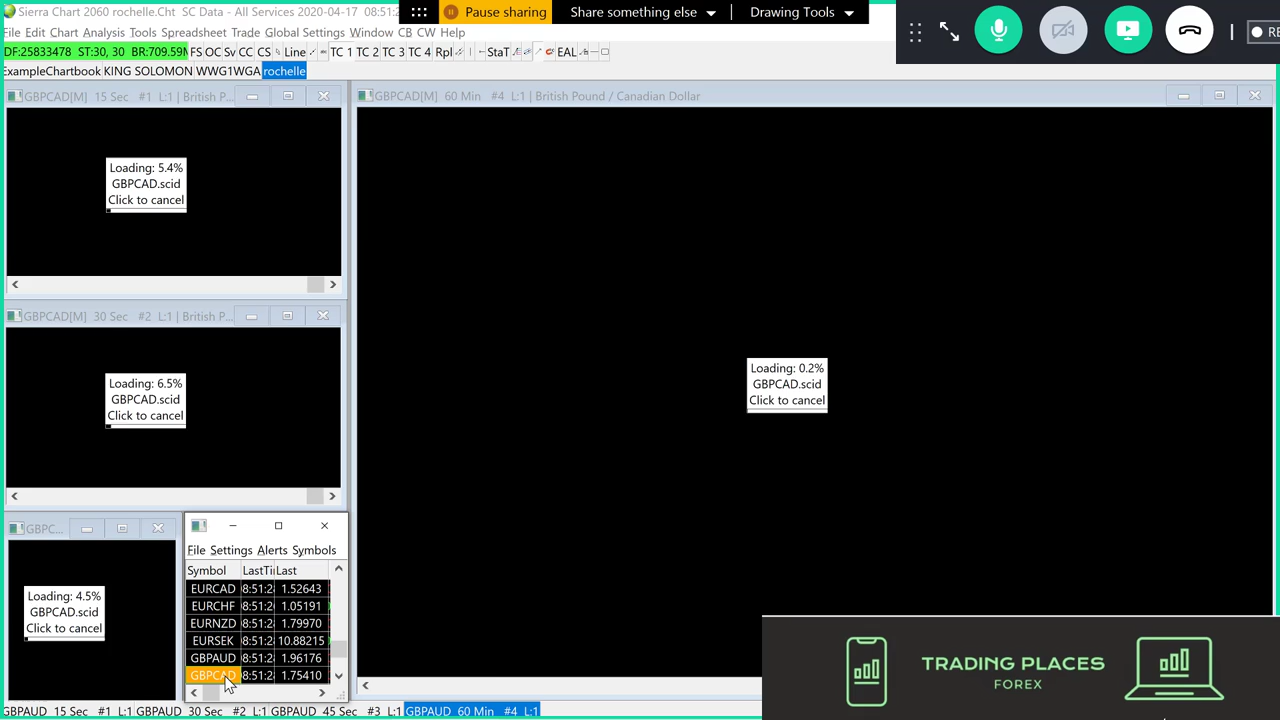 Sierra Chart 2060 rochelle.Cht SC Data - All Services 2020-04-17 08:51:2
Pause sharing
Share something else
Drawing Tools
RE
File Edit Chart Analysis Tools Spreadsheet Trade Global Settings Window CB CW Help
DF:25833478 ST:30, 30 BR:709.59
FS OC Sv CC CS Line TC 1 TC 2 TC 3 TC 4 Rpl StaT EAL
ExampleChartbook KING SOLOMON WWG1WGA rochelle
GBPCAD[M] 15 Sec #1 L:1 | British P...
GBPCAD[M] 60 Min #4 L:1 | British Pound / Canadian Dollar
Loading: 5.4%
GBPCAD.scid
Click to cancel
GBPCAD[M] 30 Sec #2 L:1 | British P...
Loading: 6.5%
GBPCAD.scid
Click to cancel
Loading: 0.2%
GBPCAD.scid
Click to cancel
GBPC...
Loading: 4.5%
GBPCAD.scid
Click to cancel
File Settings Alerts Symbols
Symbol LastTi Last
EURCAD 8:51:2 1.52643
EURCHF 8:51:2 1.05191
EURNZD 8:51:2 1.79970
EURSEK 8:51:2 10.88215
GBPAUD 8:51:2 1.96176
GBPCAD 8:51:2 1.75410
TRADING PLACES
FOREX
GBPAUD 15 Sec #1 L:1 GBPAUD 30 Sec #2 L:1 GBPAUD 45 Sec #3 L:1 GBPAUD 60 Min #4 L:1